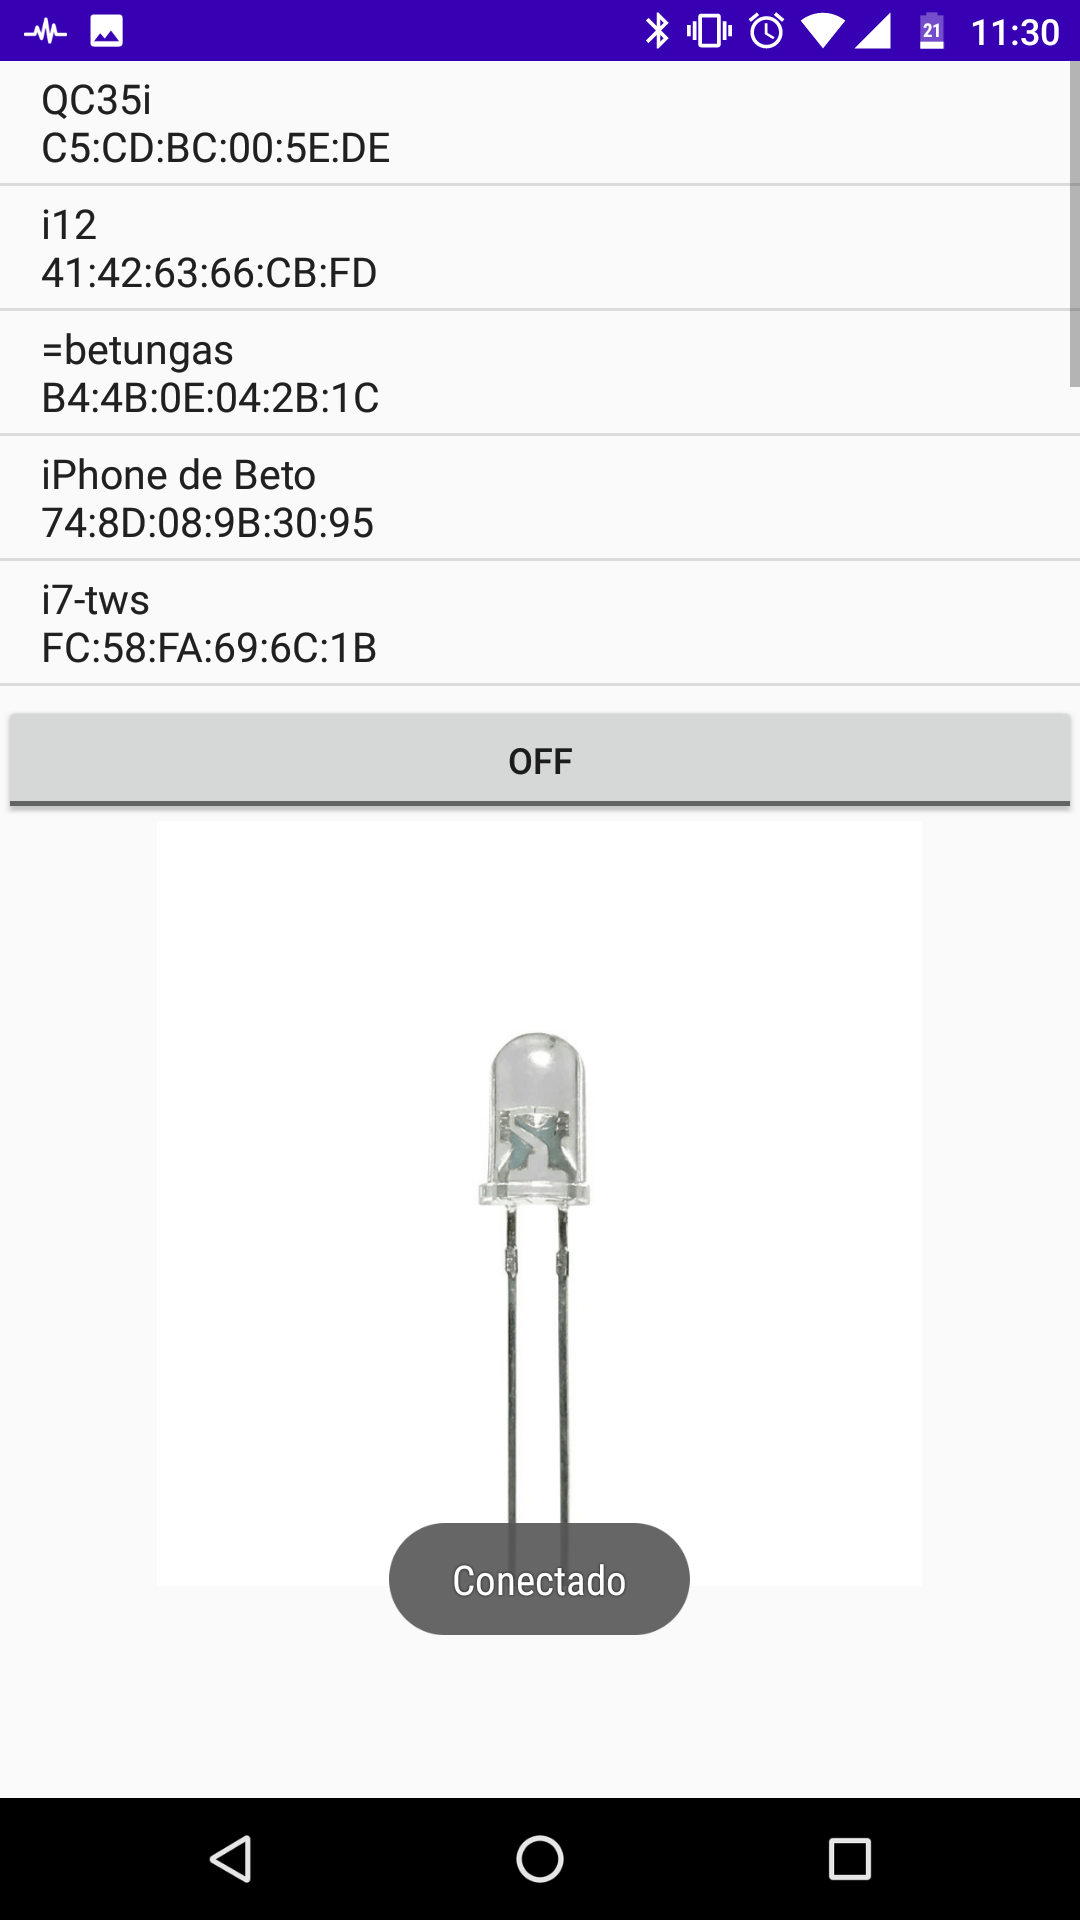 21 11:30
QC35i
C5:CD:BC:00:5E:DE
i12
41:42:63:66:CB:FD
=betungas
B4:4B:0E:04:2B:1C
iPhone de Beto
74:8D:08:9B:30:95
i7-tws
FC:58:FA:69:6C:1B
OFF
Conectado